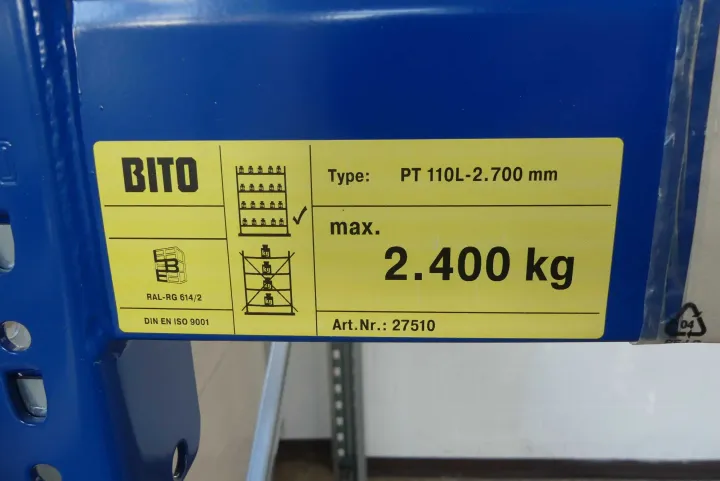 BITO
RAL-RG 614/2
DIN EN ISO 9001
Type: PT 110L-2.700 mm
max.
2.400 kg
Art.Nr.: 27510
04